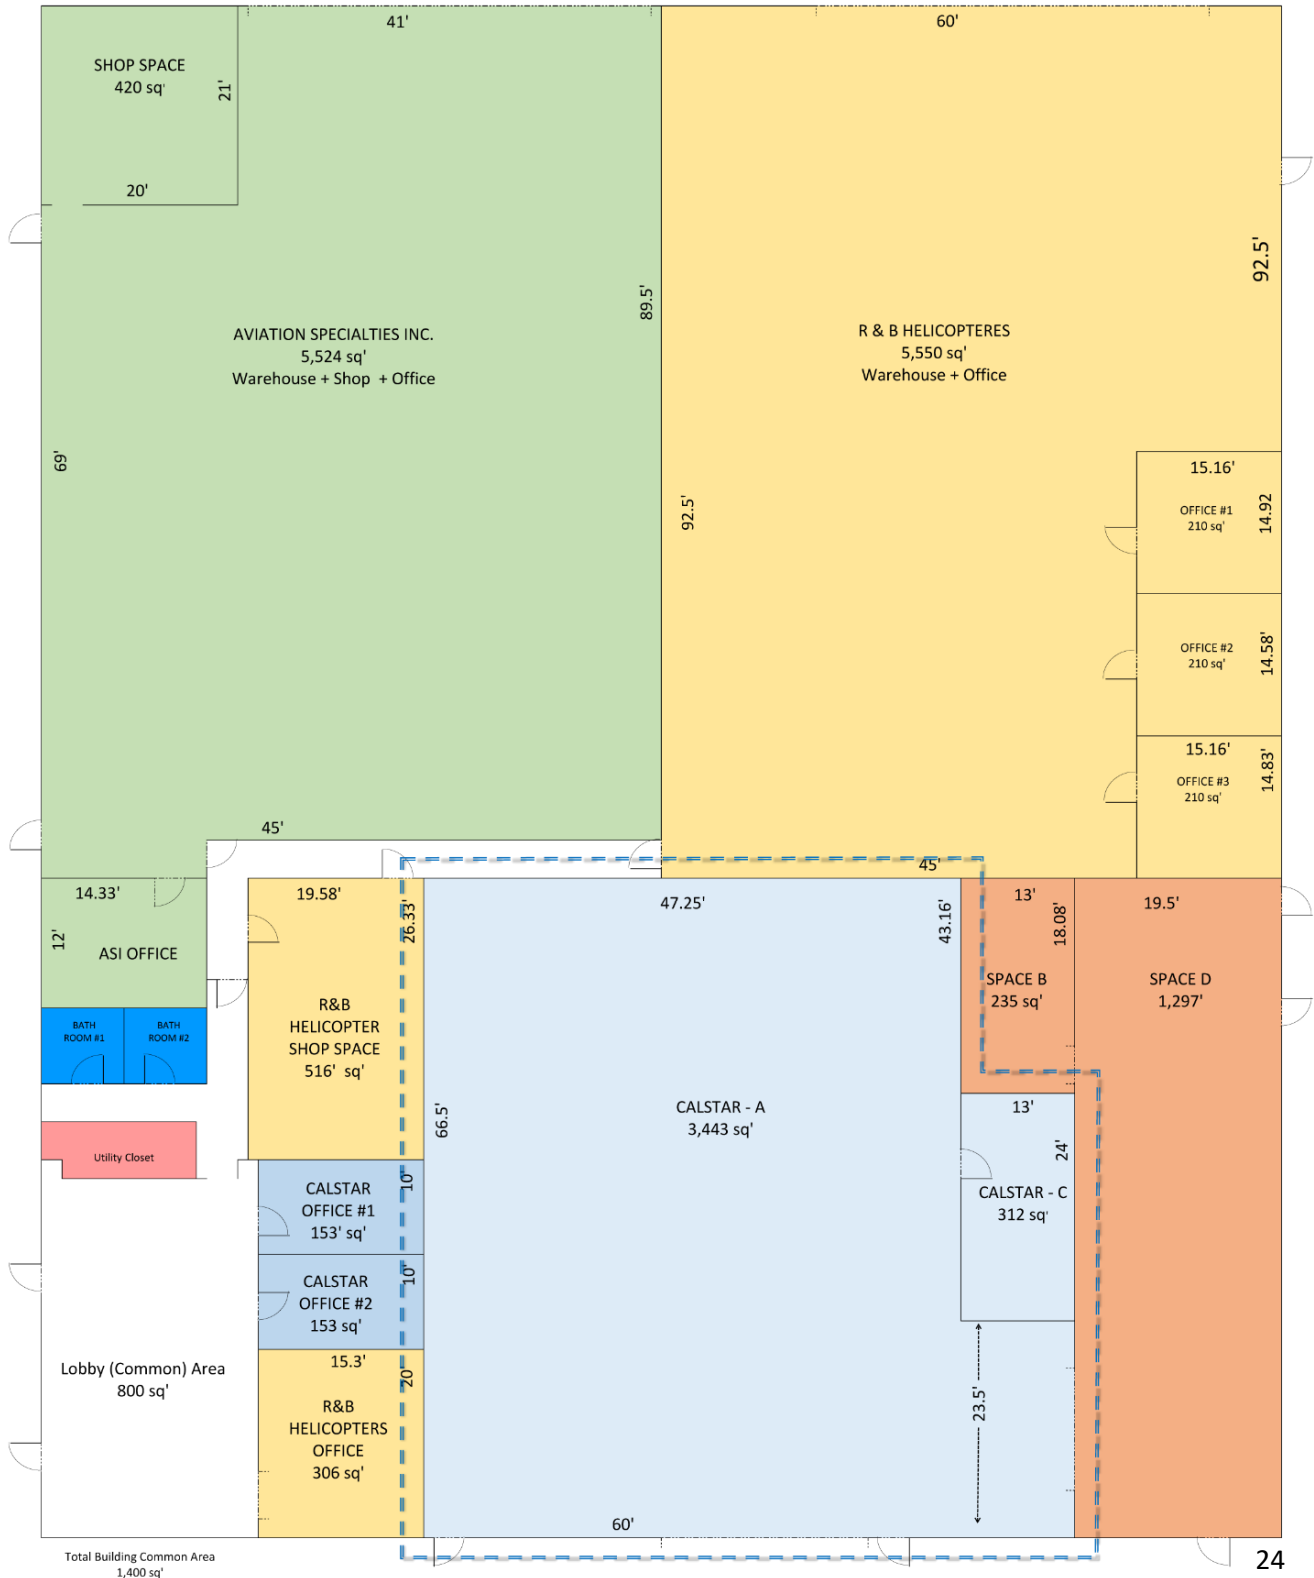 41'
60'
SHOP SPACE
420 sq'
21'
20'
92.5'
89.5'
AVIATION SPECIALTIES INC.
5,524 sq'
Warehouse + Shop + Office
R & B HELICOPTERES
5,550 sq'
Warehouse + Office
69'
92.5'
15.16'
OFFICE #1
210 sq'
14.92
OFFICE #2
210 sq'
14.58'
15.16'
OFFICE #3
210 sq'
14.83'
45'
45'
14.33'
12'
ASI OFFICE
19.58'
26.33'
47.25'
43.16'
13'
18.08'
19.5'
BATH
ROOM #1
BATH
ROOM #2
R&B
HELICOPTER
SHOP SPACE
516' sq'
SPACE B
235 sq'
SPACE D
1,297'
66.5'
CALSTAR - A
3,443 sq'
13'
24'
Utility Closet
CALSTAR
OFFICE #1
153' sq'
10'
CALSTAR - C
312 sq'
CALSTAR
OFFICE #2
153 sq'
10'
Lobby (Common) Area
800 sq'
15.3'
20'
R&B
HELICOPTERS
OFFICE
306 sq'
23.5'
60'
Total Building Common Area
1,400 sq'
24